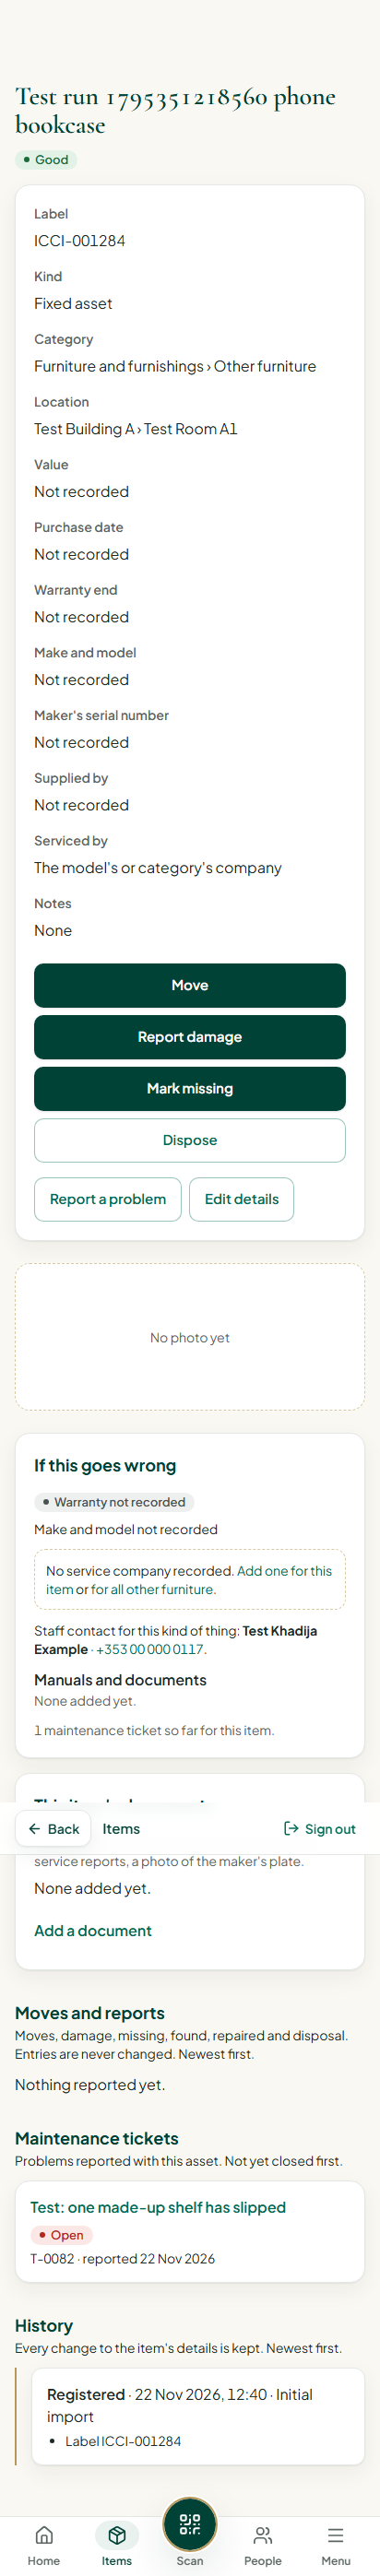 Test run 1795351218560 phone
bookcase
Good
Label
ICCI-001284
Kind
Fixed asset
Category
Furniture and furnishings › Other furniture
Location
Test Building A › Test Room A1
Value
Not recorded
Purchase date
Not recorded
Warranty end
Not recorded
Make and model
Not recorded
Maker's serial number
Not recorded
Supplied by
Not recorded
Serviced by
The model's or category's company
Notes
None
Move
Report damage
Mark missing
Dispose
Report a problem
Edit details
No photo yet
If this goes wrong
Warranty not recorded
Make and model not recorded
No service company recorded. Add one for this
item or for all other furniture.
Staff contact for this kind of thing: Test Khadija
Example · +353 00 000 0117.
Manuals and documents
None added yet.
1 maintenance ticket so far for this item.
Back
Items
Sign out
service reports, a photo of the maker's plate.
None added yet.
Add a document
Moves and reports
Moves, damage, missing, found, repaired and disposal.
Entries are never changed. Newest first.
Nothing reported yet.
Maintenance tickets
Problems reported with this asset. Not yet closed first.
Test: one made-up shelf has slipped
Open
T-0082 · reported 22 Nov 2026
History
Every change to the item's details is kept. Newest first.
Registered · 22 Nov 2026, 12:40 · Initial
import
• Label ICCI-001284
Home
Items
Scan
People
Menu